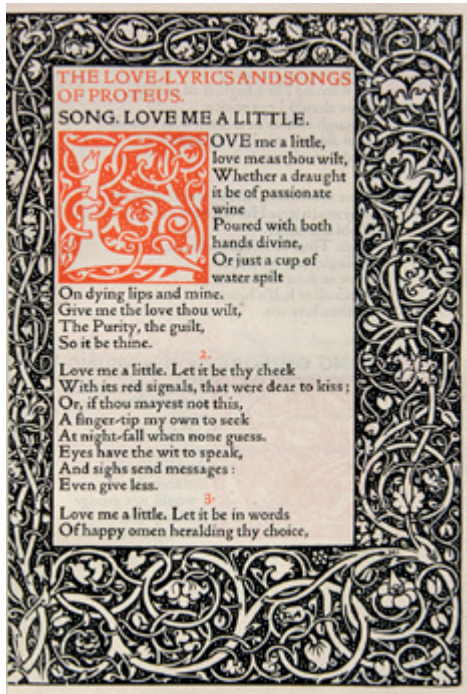 THE LOVE-LYRICS AND SONGS
OF PROTEUS.
SONG. LOVE ME A LITTLE.
LOVE me a little,
love me as thou wilt,
Whether a draught
it be of passionate
wine
Poured with both
hands divine,
Or just a cup of
water spilt
On dying lips and mine.
Give me the love thou wilt,
The Purity, the guilt,
So it be thine.
2.
Love me a little. Let it be thy cheek
With its red signals, that were dear to kiss;
Or, if thou mayest not this,
A finger-tip my own to seek
At night-fall when none guess.
Eyes have the wit to speak,
And sighs send messages:
Even give less.
3.
Love me a little. Let it be in words
Of happy omen heralding thy choice,